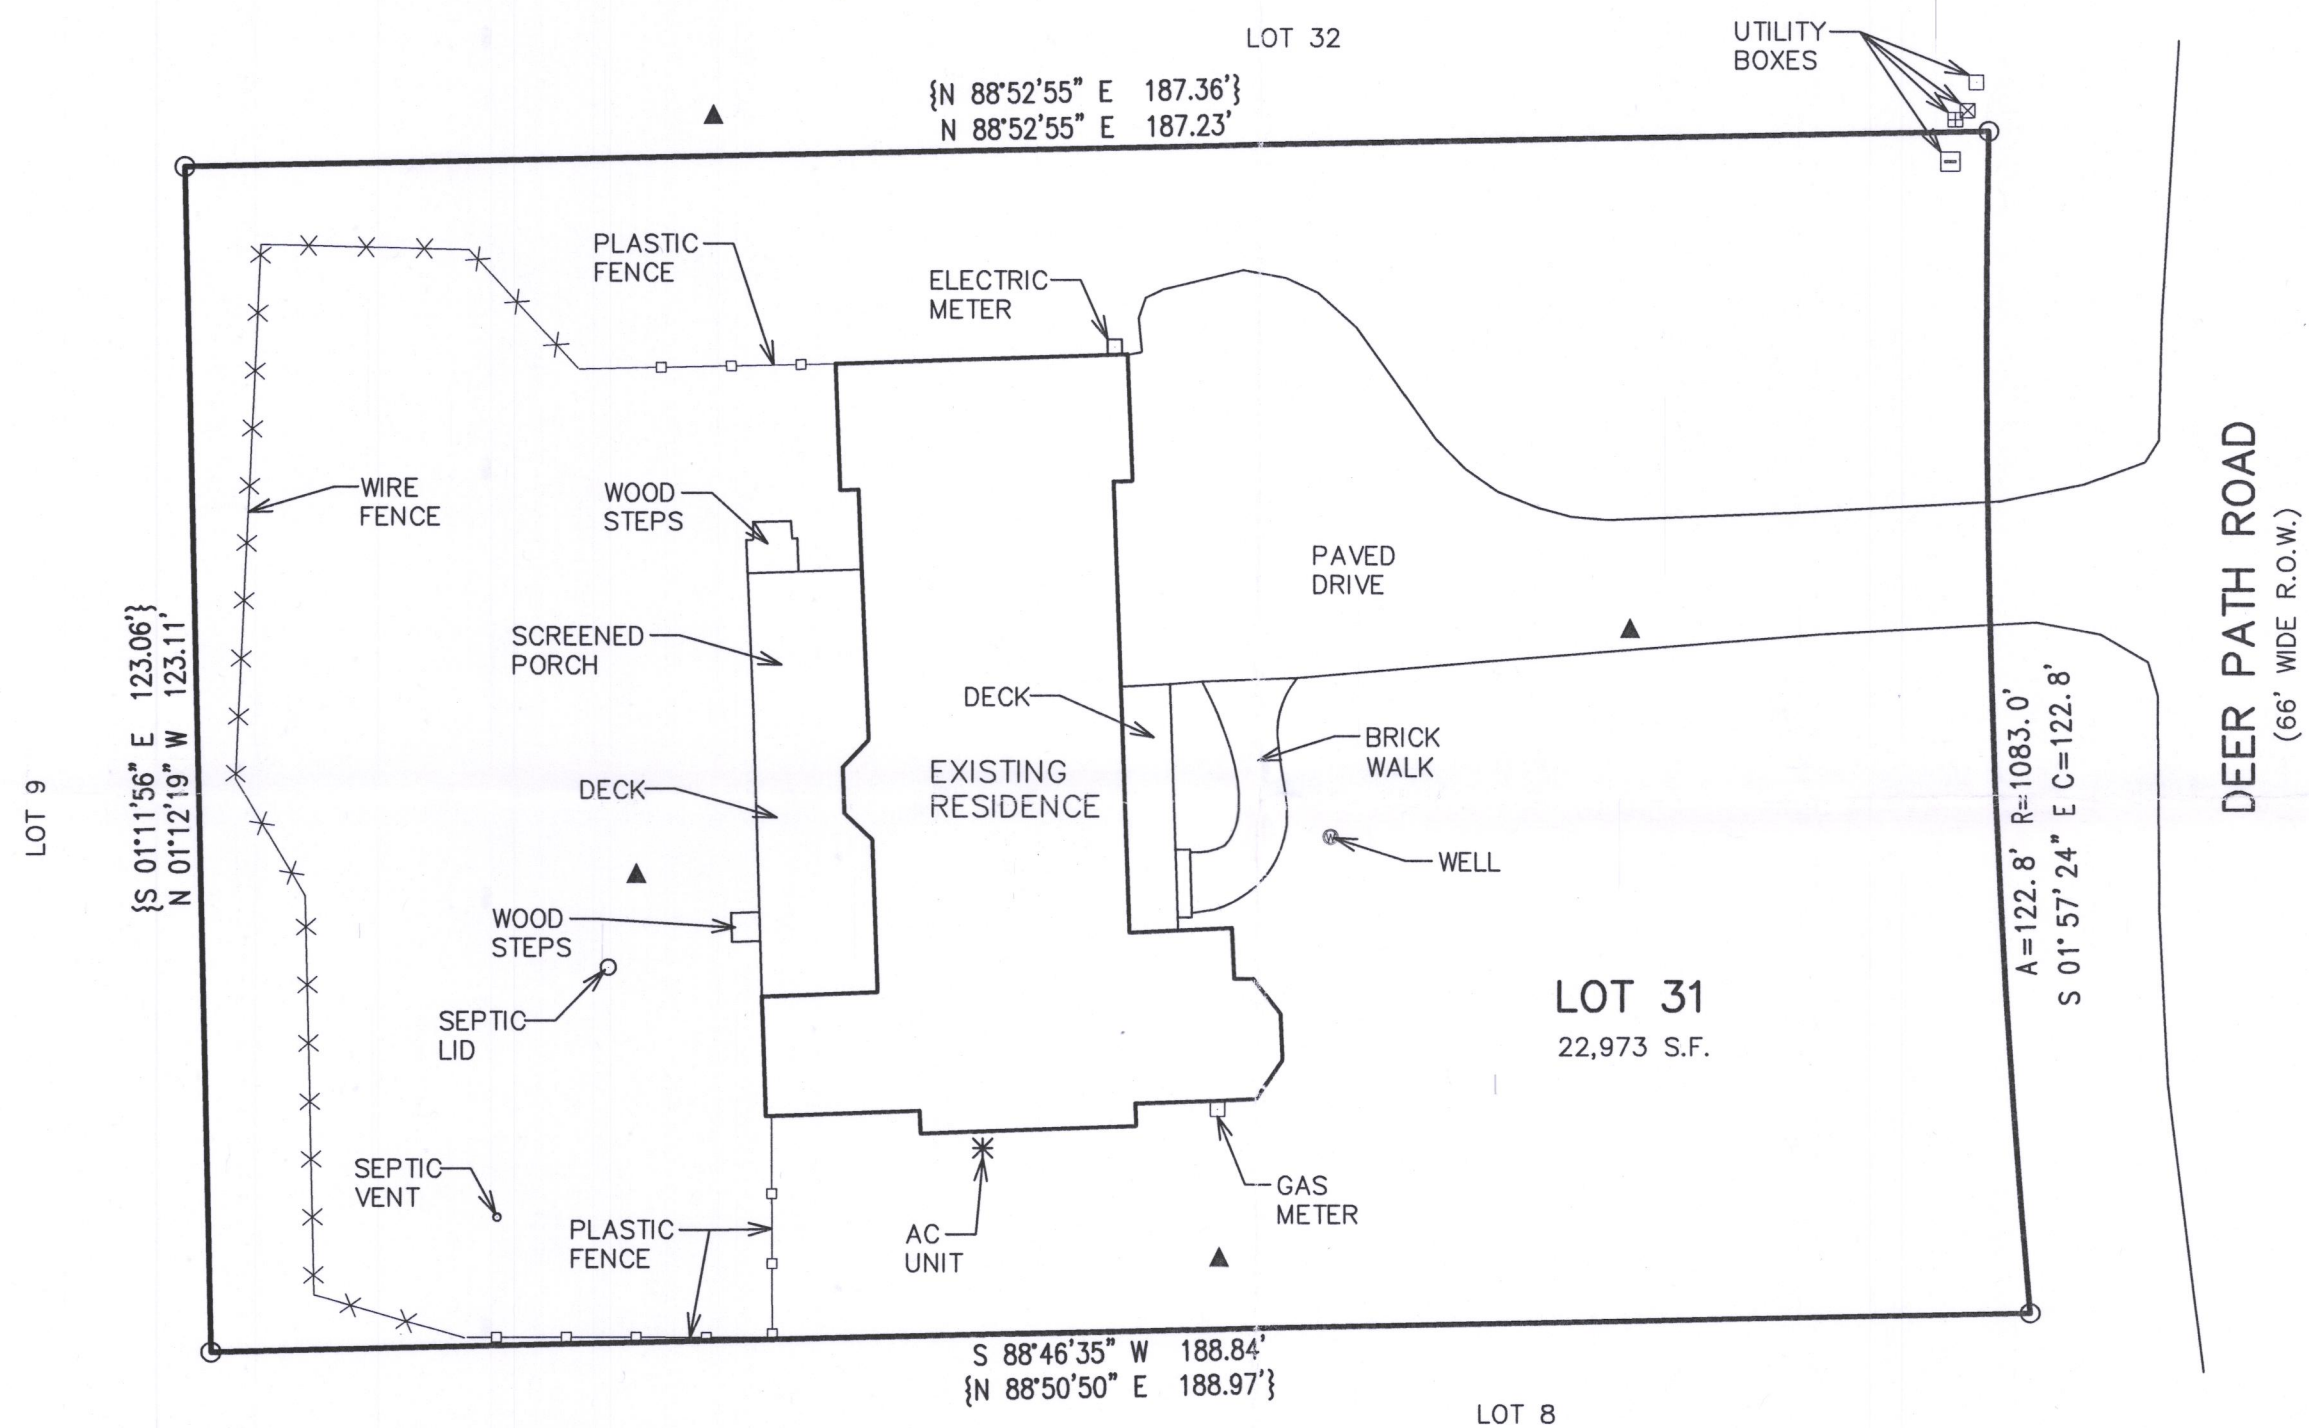 LOT 32
UTILITY
BOXES
{N 88°52'55" E 187.36'}
N 88°52'55" E 187.23'
PLASTIC
FENCE
ELECTRIC
METER
WIRE
FENCE
WOOD
STEPS
PAVED
DRIVE
DEER PATH ROAD
(66' WIDE R.O.W.)
SCREENED
PORCH
{S 01°11'56" E 123.06'}
N 01°12'19" W 123.11'
LOT 9
DECK
BRICK
WALK
EXISTING
RESIDENCE
DECK
W
WELL
A=122.8' R=1083.0'
S 01°57'24" E C=122.8'
WOOD
STEPS
SEPTIC
LID
LOT 31
22,973 S.F.
SEPTIC
VENT
PLASTIC
FENCE
AC
UNIT
GAS
METER
S 88°46'35" W 188.84'
{N 88°50'50" E 188.97'}
LOT 8